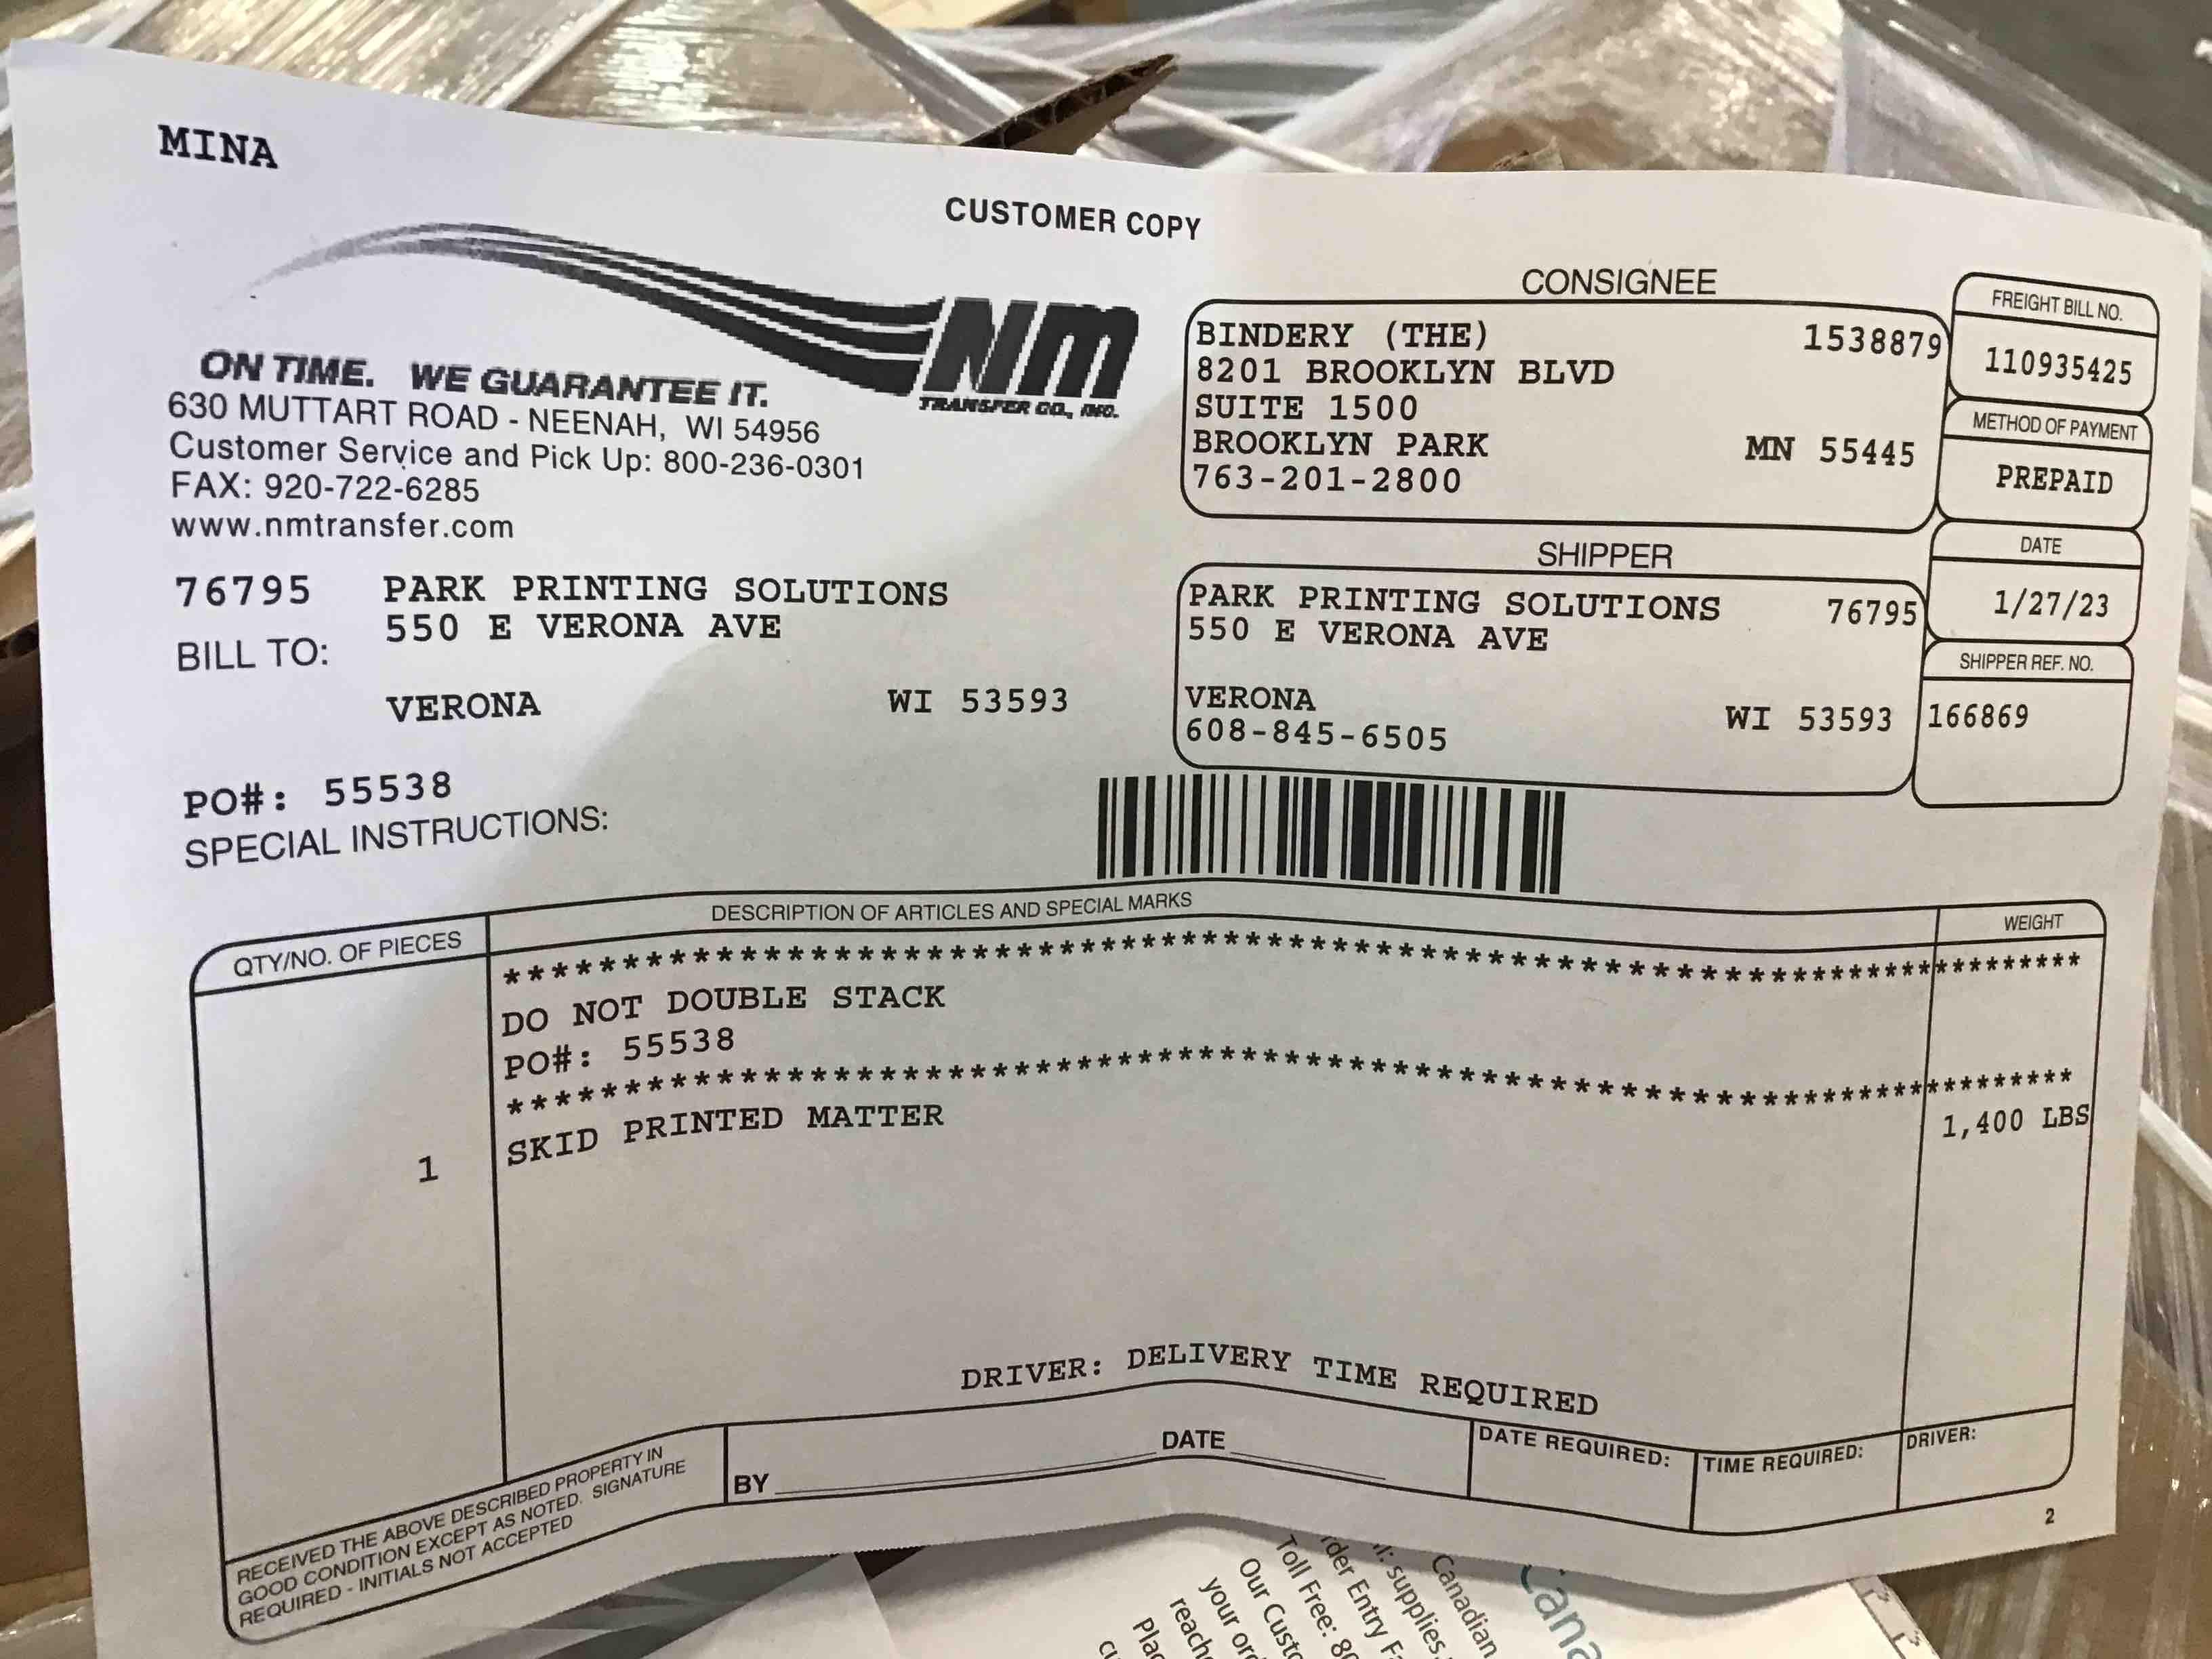 MINA
CUSTOMER COPY
NM
TRANSFER CO., INC.
ON TIME. WE GUARANTEE IT.
630 MUTTART ROAD - NEENAH, WI 54956
Customer Service and Pick Up: 800-236-0301
FAX: 920-722-6285
www.nmtransfer.com
76795 PARK PRINTING SOLUTIONS
550 E VERONA AVE
BILL TO:
VERONA WI 53593
PO#: 55538
SPECIAL INSTRUCTIONS:
CONSIGNEE
BINDERY (THE) 1538879
8201 BROOKLYN BLVD
SUITE 1500
BROOKLYN PARK MN 55445
763-201-2800
SHIPPER
PARK PRINTING SOLUTIONS 76795
550 E VERONA AVE
VERONA WI 53593
608-845-6505
FREIGHT BILL NO.
110935425
METHOD OF PAYMENT
PREPAID
DATE
1/27/23
SHIPPER REF. NO.
166869
QTY/NO. OF PIECES DESCRIPTION OF ARTICLES AND SPECIAL MARKS WEIGHT
********************************************************************
DO NOT DOUBLE STACK
PO#: 55538
********************************************************************
1 SKID PRINTED MATTER 1,400 LBS
DRIVER: DELIVERY TIME REQUIRED
RECEIVED THE ABOVE DESCRIBED PROPERTY IN
GOOD CONDITION EXCEPT AS NOTED. SIGNATURE
REQUIRED - INITIALS NOT ACCEPTED
BY DATE
DATE REQUIRED:
TIME REQUIRED:
DRIVER:
2
Canadian
supplies
Entry
Toll Free: 8
Our
your